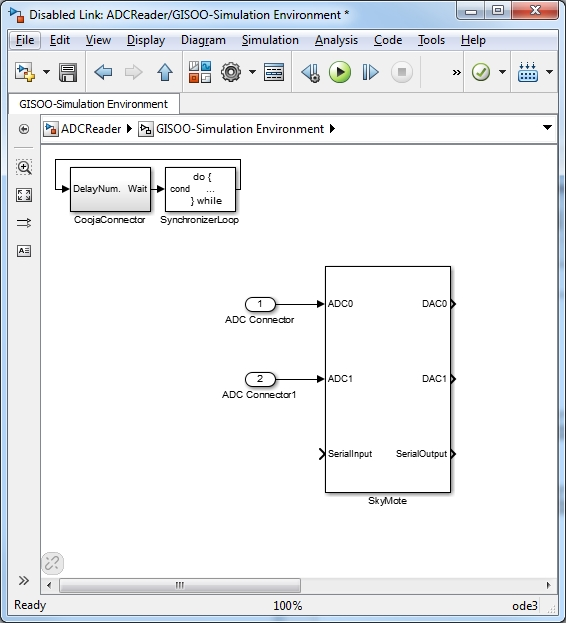 Disabled Link: ADCReader/GISOO-Simulation Environment *
File Edit View Display Diagram Simulation Analysis Code Tools Help
»
GISOO-Simulation Environment
ADCReader GISOO-Simulation Environment
A
do {
DelayNum. Wait cond ...
} while
CoojaConnector SynchronizerLoop
1 ADC0 DAC0
ADC Connector
2 ADC1 DAC1
ADC Connector1
SerialInput SerialOutput
SkyMote
»
Ready 100% ode3